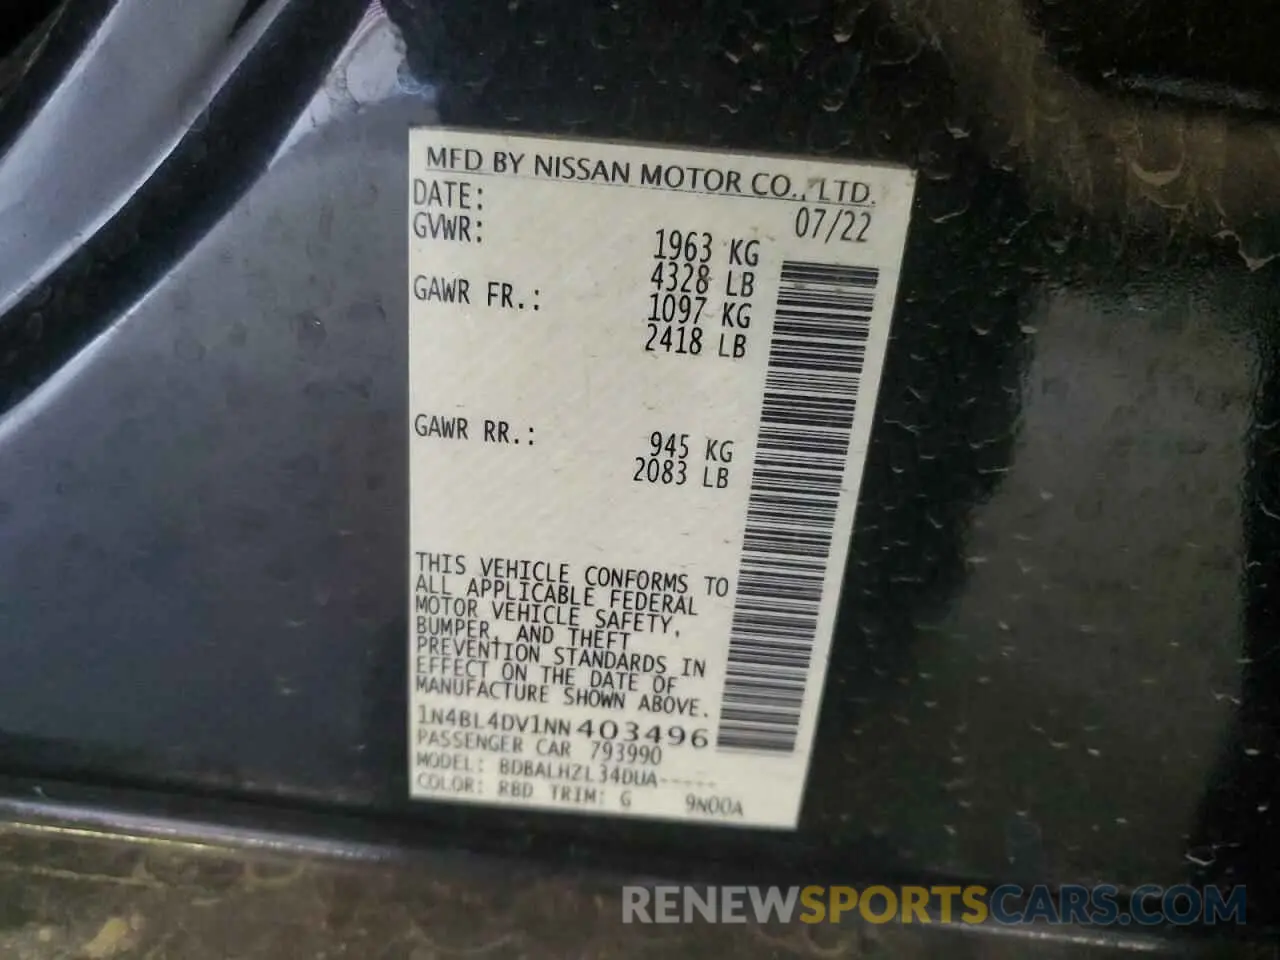 MFD BY NISSAN MOTOR CO., LTD.
DATE: 07/22
GVWR: 1963 KG
4328 LB
GAWR FR.: 1097 KG
2418 LB
GAWR RR.: 945 KG
2083 LB
THIS VEHICLE CONFORMS TO
ALL APPLICABLE FEDERAL
MOTOR VEHICLE SAFETY,
BUMPER, AND THEFT
PREVENTION STANDARDS IN
EFFECT ON THE DATE OF
MANUFACTURE SHOWN ABOVE.
1N4BL4DV1NN403496
PASSENGER CAR 793990
MODEL: BDBALHZL34DUA-----
COLOR: RBD TRIM: G 9N00A
RENEWSPORTSCARS.COM